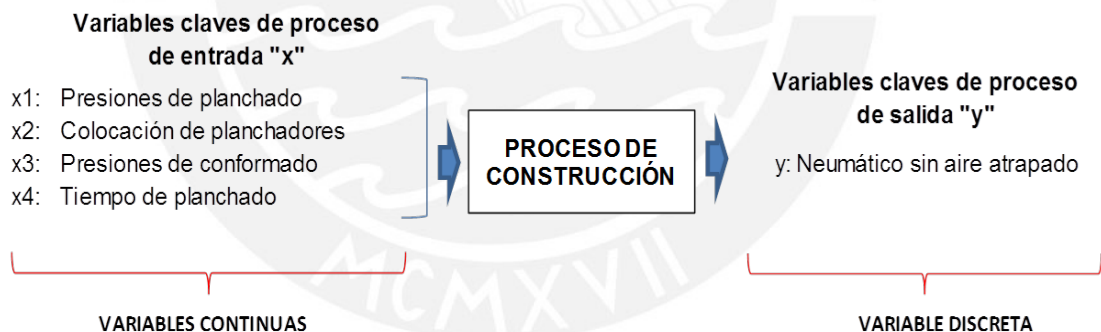 Variables claves de proceso
de entrada "x"
x1: Presiones de planchado
x2: Colocación de planchadores
x3: Presiones de conformado
x4: Tiempo de planchado
PROCESO DE
CONSTRUCCIÓN
Variables claves de proceso
de salida "y"
y: Neumático sin aire atrapado
MCMXVII
VARIABLES CONTINUAS
VARIABLE DISCRETA